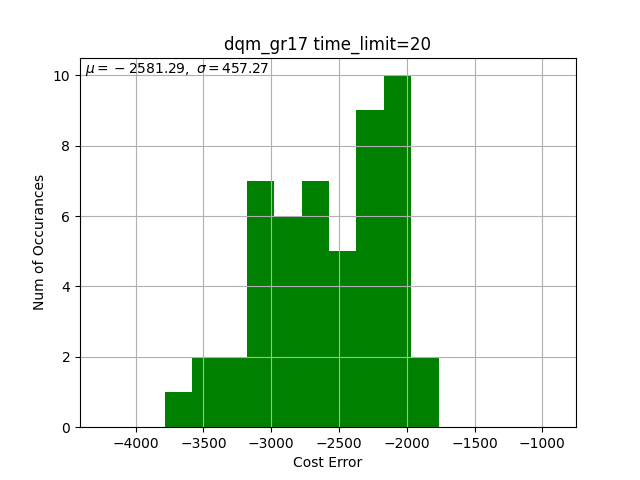 dqm_gr17 time_limit=20
μ = −2581.29, σ = 457.27
10
8
6
4
2
0
Num of Occurances
−4000 −3500 −3000 −2500 −2000 −1500 −1000
Cost Error